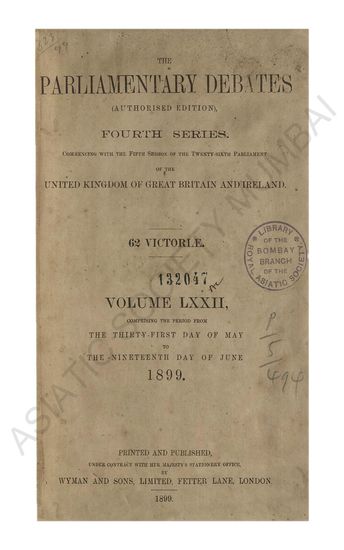 THE
PARLIAMENTARY DEBATES
(AUTHORISED EDITION),
FOURTH SERIES.
COMMENCING WITH THE FIFTH SESSION OF THE TWENTY-SIXTH PARLIAMENT
OF THE
UNITED KINGDOM OF GREAT BRITAIN AND IRELAND.
62 VICTORIÆ.
132047
LIBRARY
OF THE
BOMBAY
BRANCH
OF THE
ROYAL ASIATIC SOCIETY
VOLUME LXXII,
COMPRISING THE PERIOD FROM
THE THIRTY-FIRST DAY OF MAY
TO
THE NINETEENTH DAY OF JUNE
1899.
P
5
494
PRINTED AND PUBLISHED,
UNDER CONTRACT WITH HER MAJESTY'S STATIONERY OFFICE,
BY
WYMAN AND SONS, LIMITED, FETTER LANE, LONDON.
1899.
ASIATIC SOCIETY MUMBAI